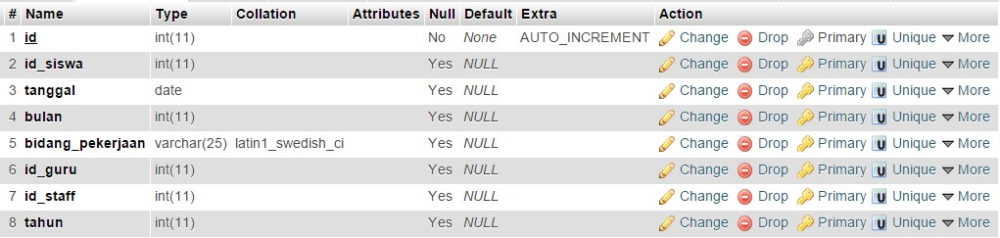 # Name Type Collation Attributes Null Default Extra Action
1 id int(11) No None AUTO_INCREMENT Change Drop Primary Unique More
2 id_siswa int(11) Yes NULL Change Drop Primary Unique More
3 tanggal date Yes NULL Change Drop Primary Unique More
4 bulan int(11) Yes NULL Change Drop Primary Unique More
5 bidang_pekerjaan varchar(25) latin1_swedish_ci Yes NULL Change Drop Primary Unique More
6 id_guru int(11) Yes NULL Change Drop Primary Unique More
7 id_staff int(11) Yes NULL Change Drop Primary Unique More
8 tahun int(11) Yes NULL Change Drop Primary Unique More